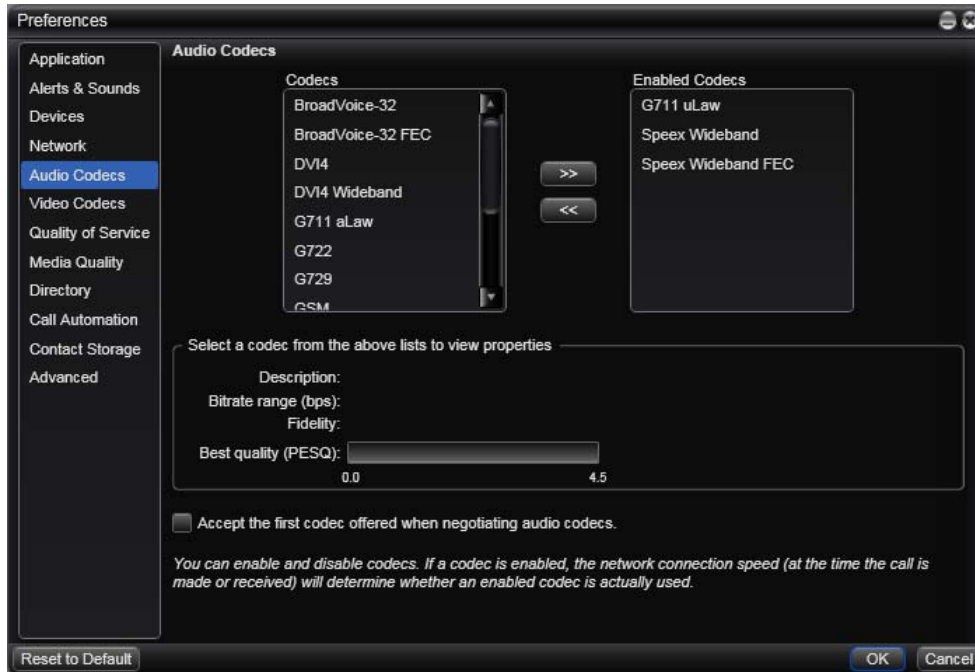 Preferences
Application
Alerts & Sounds
Devices
Network
Audio Codecs
Video Codecs
Quality of Service
Media Quality
Directory
Call Automation
Contact Storage
Advanced
Audio Codecs
Codecs
BroadVoice-32
BroadVoice-32 FEC
DVI4
DVI4 Wideband
G711 aLaw
G722
G729
GSM
>>
<<
Enabled Codecs
G711 uLaw
Speex Wideband
Speex Wideband FEC
Select a codec from the above lists to view properties
Description:
Bitrate range (bps):
Fidelity:
Best quality (PESQ):
0.0
4.5
Accept the first codec offered when negotiating audio codecs.
You can enable and disable codecs. If a codec is enabled, the network connection speed (at the time the call is
made or received) will determine whether an enabled codec is actually used.
Reset to Default
OK
Cancel